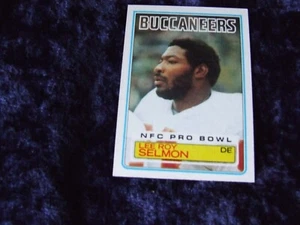 BUCCANEERS
NFC PRO BOWL
LEE ROY
SELMON
DE